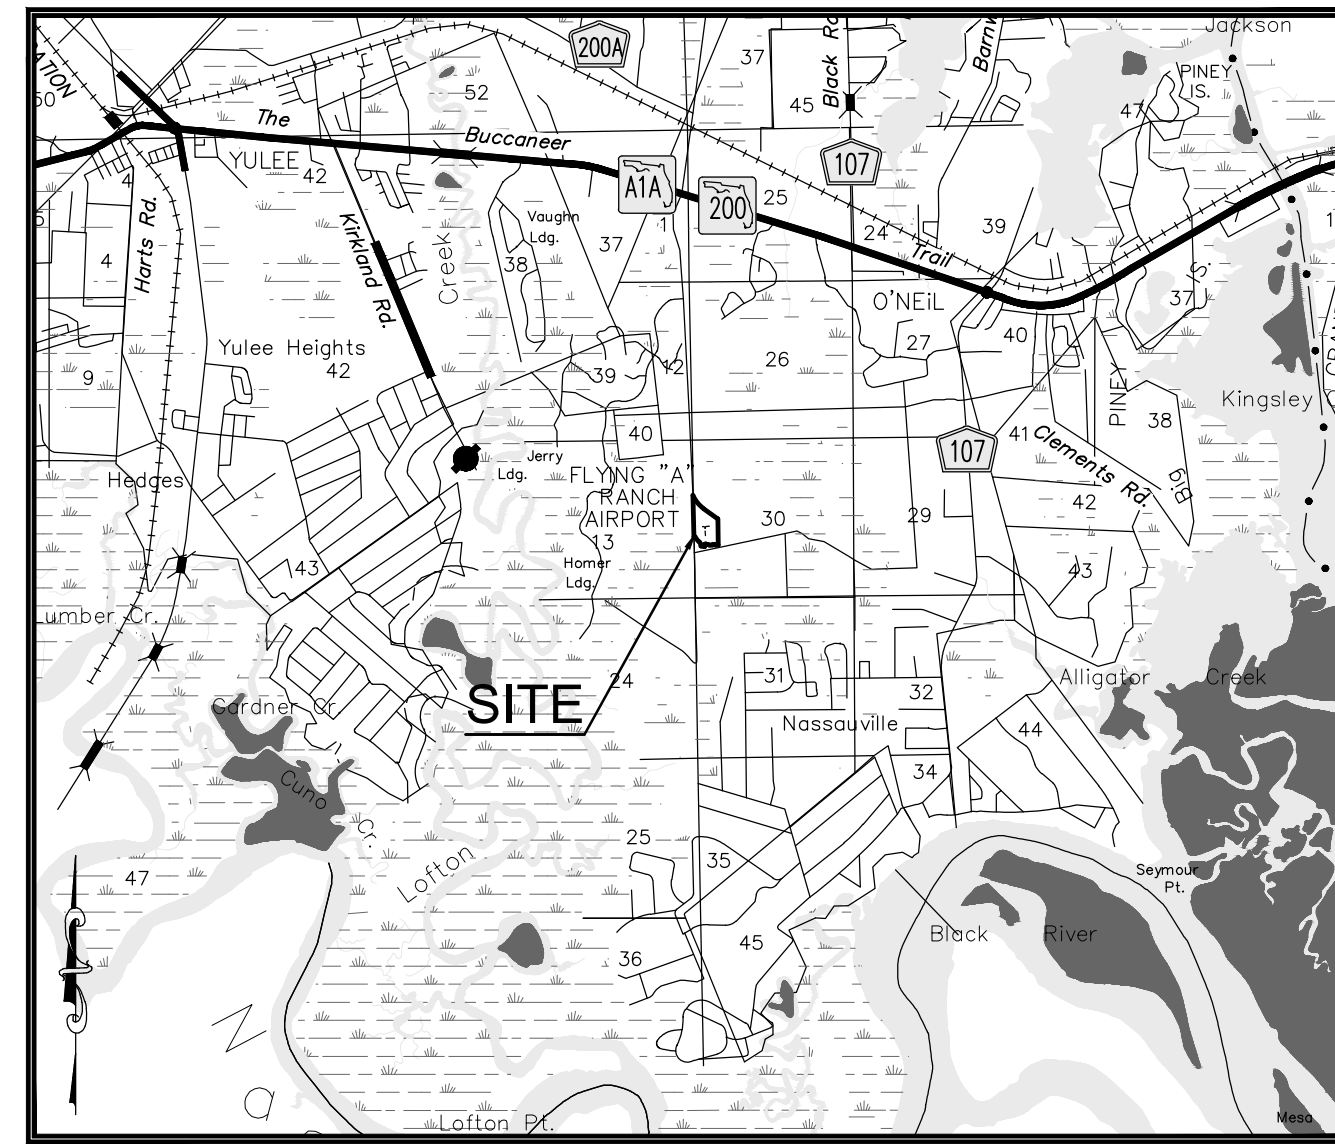 Jackson
200A
Black Rd
Barnw
37
ATION
50
52
PINEY
IS.
45
47
The
Buccaneer
YULEE
42
4
107
A1A
200
25
Harts Rd.
Kirkland Rd.
Vaughn
Ldg.
1
24
39
Trail
37
4
Creek
38
37
IS.
O'NEiL
27
40
Yulee Heights
42
9
39
12
26
PINEY
Kingsley
38
40
41
Clements Rd.
107
Jerry
Ldg.
FLYING "A"
RANCH
AIRPORT
13
Hedges
Big
42
30
29
43
Homer
Ldg.
43
umber Cr.
24
31
32
Alligator
Creek
SITE
Gardner Cr.
Nassauville
44
34
Cuno
Cr.
25
35
Lofton
47
Seymour
Pt.
Black
River
45
36
N
a
Lofton Pt.
Mesa